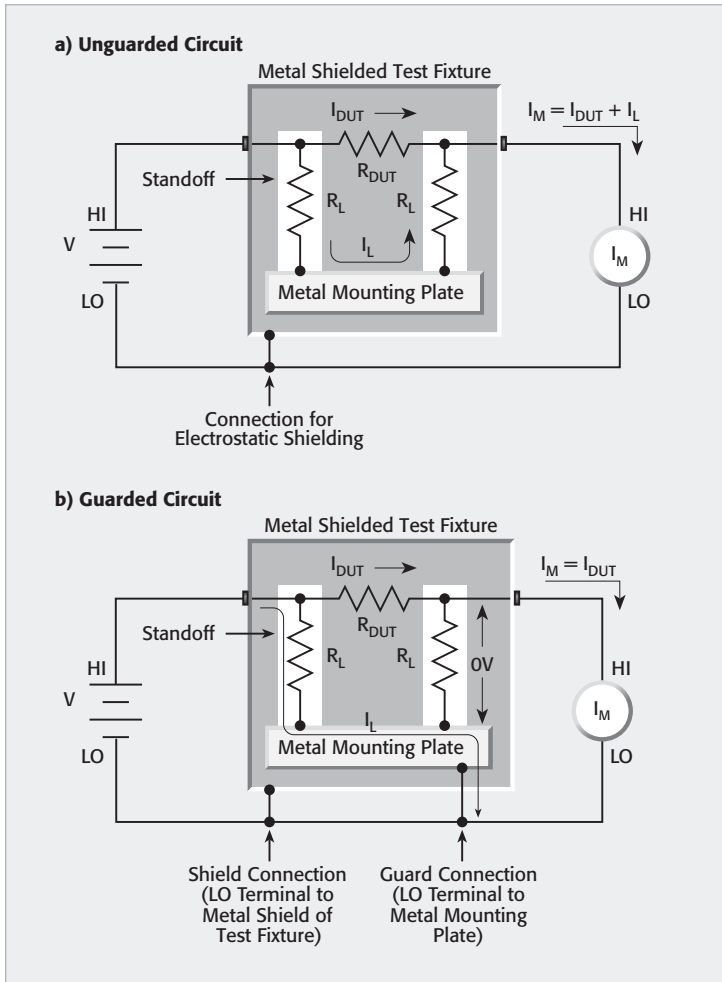 a) Unguarded Circuit
Metal Shielded Test Fixture
I_DUT
I_M = I_DUT + I_L
R_DUT
Standoff
R_L
R_L
HI
HI
V
I_L
I_M
LO
Metal Mounting Plate
LO
Connection for
Electrostatic Shielding
b) Guarded Circuit
Metal Shielded Test Fixture
I_DUT
I_M = I_DUT
R_DUT
Standoff
R_L
R_L
0V
HI
HI
V
I_M
I_L
LO
Metal Mounting Plate
LO
Shield Connection
(LO Terminal to
Metal Shield of
Test Fixture)
Guard Connection
(LO Terminal to
Metal Mounting
Plate)